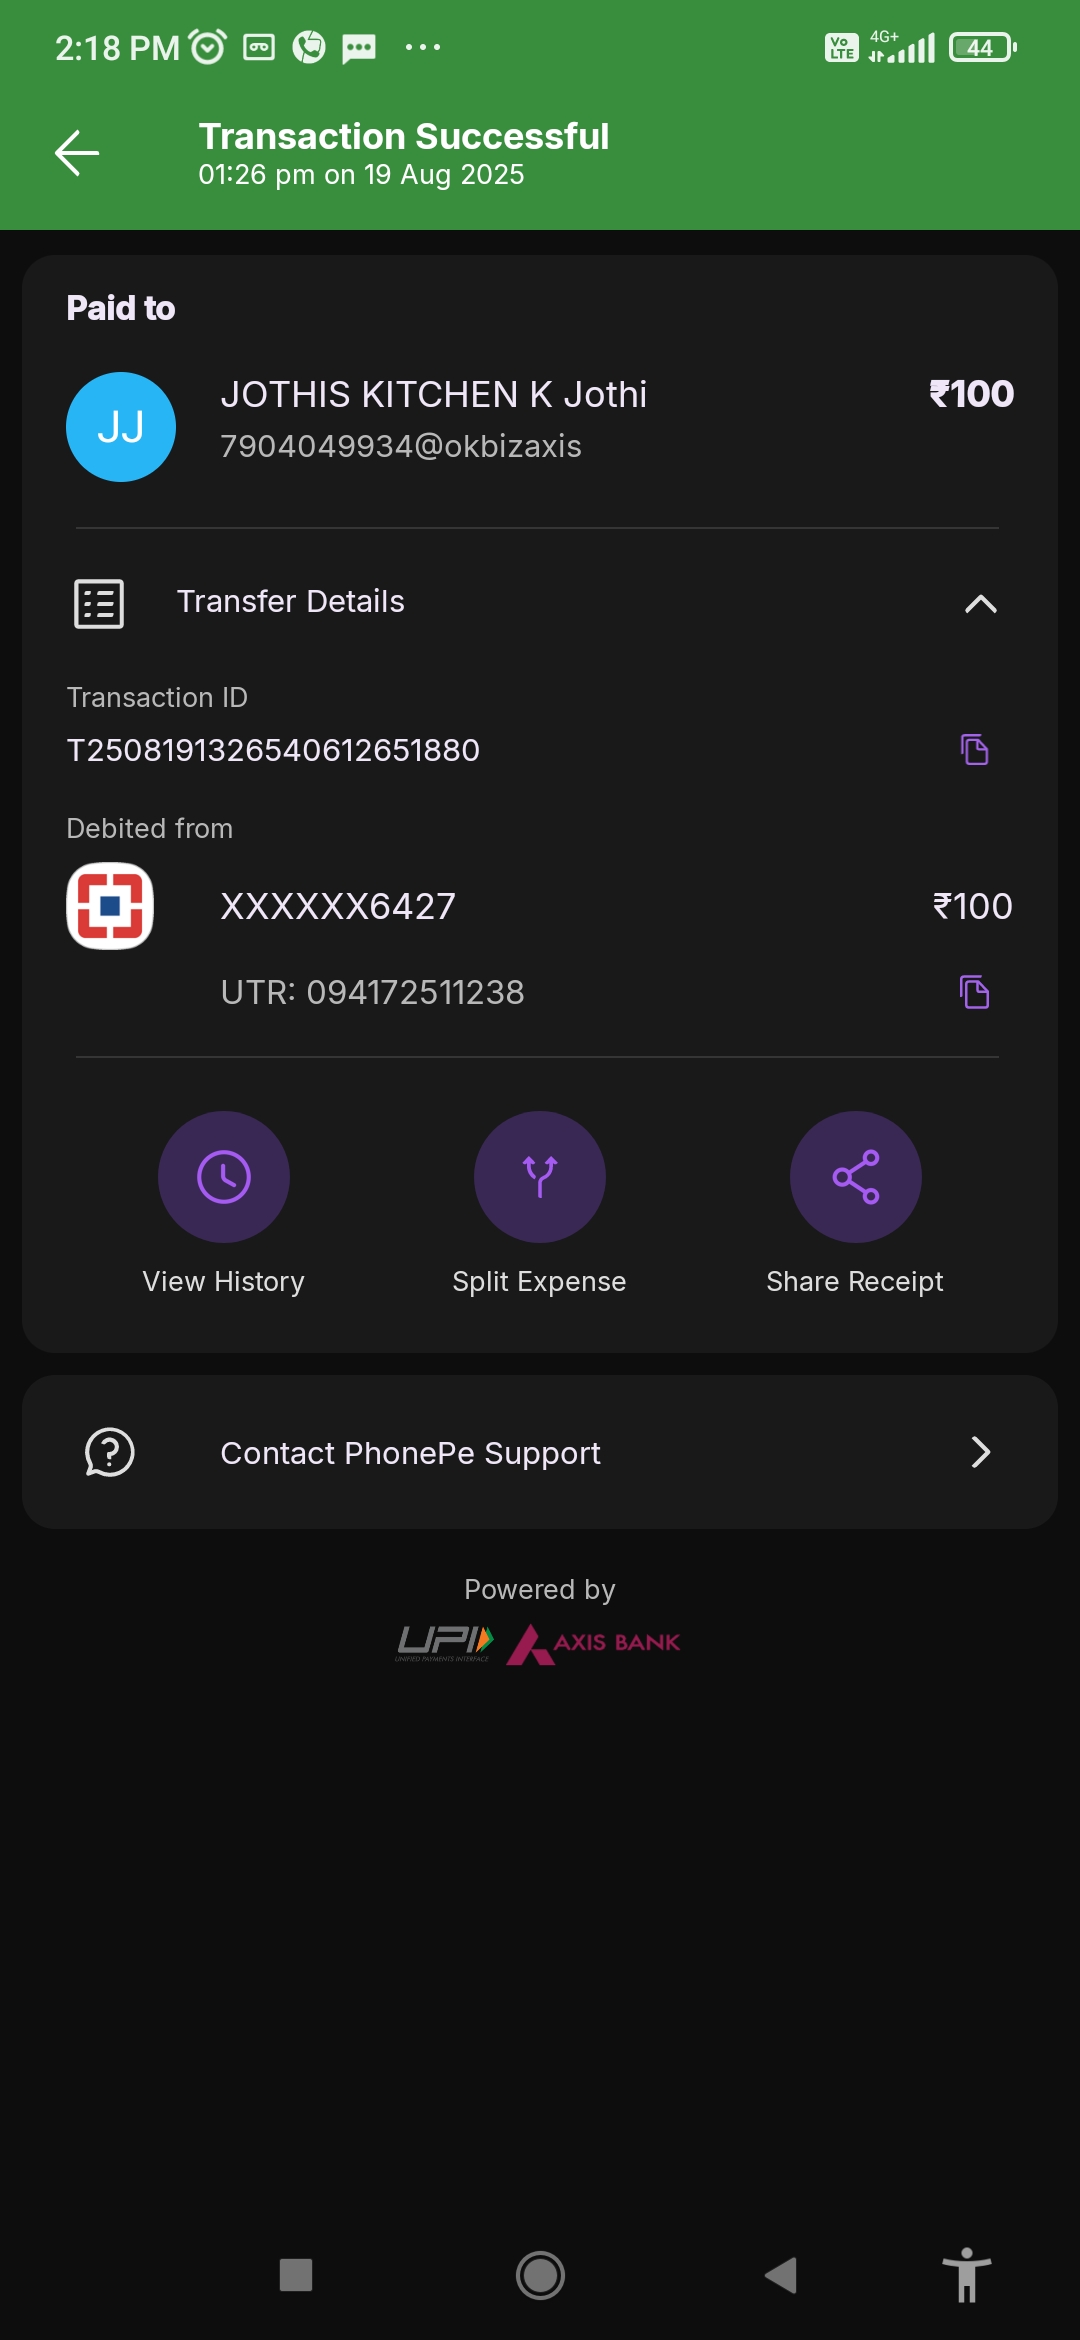 2:18 PM
Vo LTE
4G+
44
Transaction Successful
01:26 pm on 19 Aug 2025
Paid to
JJ
JOTHIS KITCHEN K Jothi
₹100
7904049934@okbizaxis
Transfer Details
Transaction ID
T2508191326540612651880
Debited from
XXXXXX6427
₹100
UTR: 094172511238
View History
Split Expense
Share Receipt
Contact PhonePe Support
Powered by
UPI
UNIFIED PAYMENTS INTERFACE
AXIS BANK